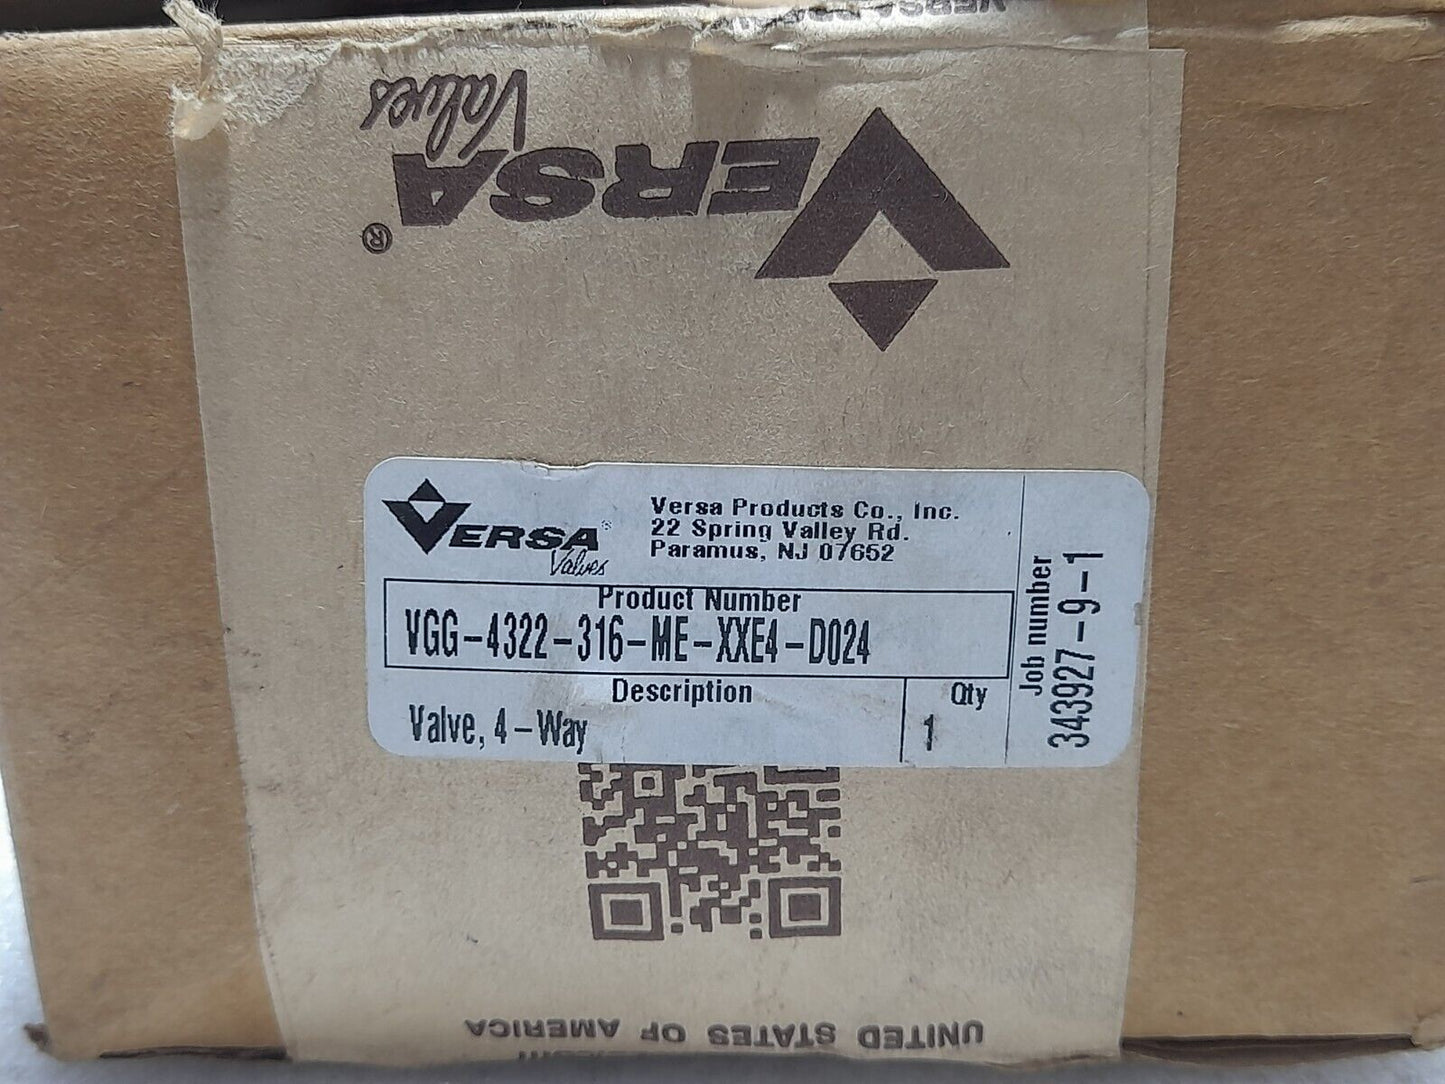 VERSA
Valves
®
VERSA®
Valves
Versa Products Co., Inc.
22 Spring Valley Rd.
Paramus, NJ 07652
Product Number
VGG-4322-316-ME-XXE4-D024
Description
Qty
Valve, 4-Way
1
Job number
343927-9-1
UNITED STATES OF AMERICA